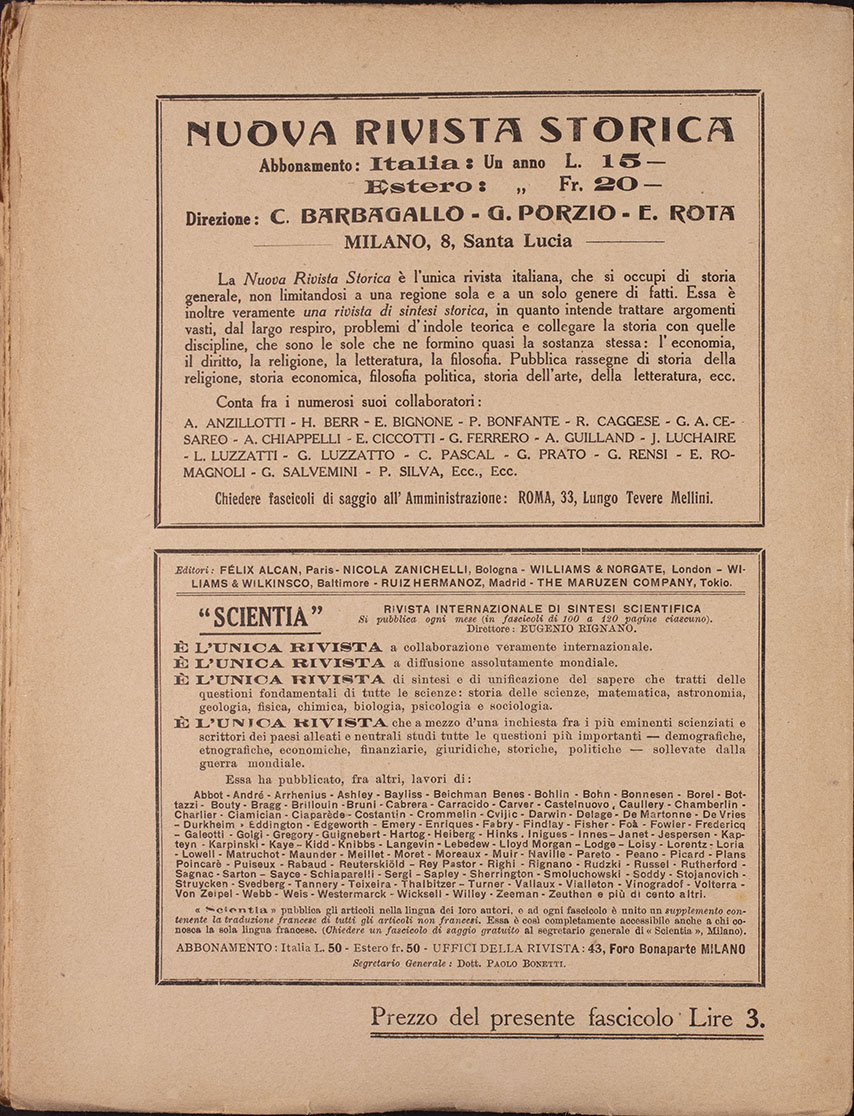 NUOVA RIVISTA STORICA
Abbonamento: Italia: Un anno L. 15 —
Estero: „ Fr. 20 —
Direzione: C. BARBAGALLO - G. PORZIO - E. ROTA
MILANO, 8, Santa Lucia
La Nuova Rivista Storica è l'unica rivista italiana, che si occupi di storia
generale, non limitandosi a una regione sola e a un solo genere di fatti. Essa è
inoltre veramente una rivista di sintesi storica, in quanto intende trattare argomenti
vasti, dal largo respiro, problemi d'indole teorica e collegare la storia con quelle
discipline, che sono le sole che ne formino quasi la sostanza stessa: l'economia,
il diritto, la religione, la letteratura, la filosofia. Pubblica rassegne di storia della
religione, storia economica, filosofia politica, storia dell'arte, della letteratura, ecc.
Conta fra i numerosi suoi collaboratori:
A. ANZILLOTTI - H. BERR - E. BIGNONE - P. BONFANTE - R. CAGGESE - G. A. CE-
SAREO - A. CHIAPPELLI - E. CICCOTTI - G. FERRERO - A. GUILLAND - J. LUCHAIRE
- L. LUZZATTI - G. LUZZATTO - C. PASCAL - G. PRATO - G. RENSI - E. RO-
MAGNOLI - G. SALVEMINI - P. SILVA, Ecc., Ecc.
Chiedere fascicoli di saggio all'Amministrazione: ROMA, 33, Lungo Tevere Mellini.
Editori: FÉLIX ALCAN, Paris - NICOLA ZANICHELLI, Bologna - WILLIAMS & NORGATE, London - WI-
LIAMS & WILKINSCO, Baltimore - RUIZ HERMANOZ, Madrid - THE MARUZEN COMPANY, Tokio.
"SCIENTIA"
RIVISTA INTERNAZIONALE DI SINTESI SCIENTIFICA
Si pubblica ogni mese (in fascicoli di 100 a 120 pagine ciascuno).
Direttore: EUGENIO RIGNANO.
È L'UNICA RIVISTA a collaborazione veramente internazionale.
È L'UNICA RIVISTA a diffusione assolutamente mondiale.
È L'UNICA RIVISTA di sintesi e di unificazione del sapere che tratti delle
questioni fondamentali di tutte le scienze: storia delle scienze, matematica, astronomia,
geologia, fisica, chimica, biologia, psicologia e sociologia.
È L'UNICA RIVISTA che a mezzo d'una inchiesta fra i più eminenti scienziati e
scrittori dei paesi alleati e neutrali studi tutte le questioni più importanti — demografiche,
etnografiche, economiche, finanziarie, giuridiche, storiche, politiche — sollevate dalla
guerra mondiale.
Essa ha pubblicato, fra altri, lavori di:
Abbot - André - Arrhenius - Ashley - Bayliss - Beichman Benes - Bohlin - Bohn - Bonnesen - Borel - Bot-
tazzi - Bouty - Bragg - Brillouin - Bruni - Cabrera - Carracido - Carver - Castelnuovo, Caullery - Chamberlin -
Charlier - Ciamician - Ciaparède - Costantin - Crommelin - Cvijic - Darwin - Delage - De Martonne - De Vries
- Durkheim - Eddington - Edgeworth - Emery - Enriques - Fabry - Findlay - Fisher - Foà - Fowler - Fredericq
- Galeotti - Golgi - Gregory - Guignebert - Hartog - Heiberg - Hinks. Inigues - Innes - Janet - Jespersen - Kap-
teyn - Karpinski - Kaye - Kidd - Knibbs - Langevin - Lebedew - Lloyd Morgan - Lodge - Loisy - Lorentz - Loria
- Lowell - Matruchot - Maunder - Meillet - Moret - Moreaux - Muir - Naville - Pareto - Peano - Picard - Plans
Poincarè - Puiseux - Rabaud - Reuterskiöld - Rey Pastor - Righi - Rignano - Rudzki - Russel - Rutherford -
Sagnac - Sarton - Sayce - Schiaparelli - Sergi - Sapley - Sherrington - Smoluchowski - Soddy - Stojanovich -
Struycken - Svedberg - Tannery - Teixeira - Thalbitzer - Turner - Vallaux - Vialleton - Vinogradof - Volterra -
Von Zeipel - Webb - Weis - Westermarck - Wicksell - Willey - Zeeman - Zeuthen e più di cento altri.
« Scientia » pubblica gli articoli nella lingua dei loro autori, e ad ogni fascicolo è unito un supplemento con-
tenente la traduzione francese di tutti gli articoli non francesi. Essa è così completamente accessibile anche a chi co-
nosca la sola lingua francese. (Chiedere un fascicolo di saggio gratuito al segretario generale di « Scientia », Milano).
ABBONAMENTO: Italia L. 50 - Estero fr. 50 - UFFICI DELLA RIVISTA: 43, Foro Bonaparte MILANO
Segretario Generale: Dott. PAOLO BONETTI.
Prezzo del presente fascicolo Lire 3.